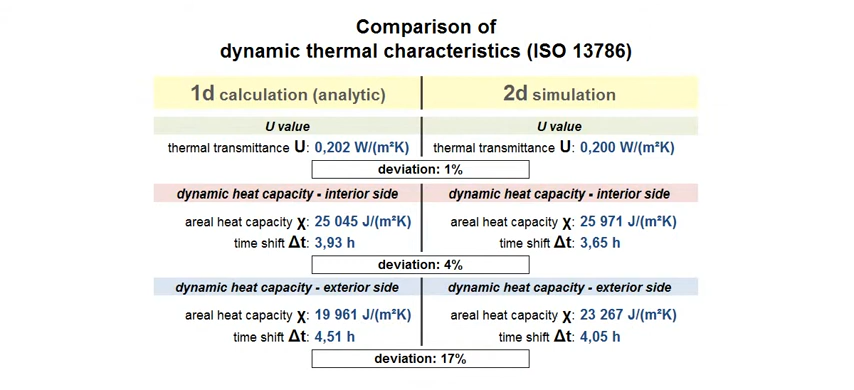 Comparison of
dynamic thermal characteristics (ISO 13786)
1d calculation (analytic) 2d simulation
U value U value
thermal transmittance U: 0,202 W/(m²K) thermal transmittance U: 0,200 W/(m²K)
deviation: 1%
dynamic heat capacity - interior side dynamic heat capacity - interior side
areal heat capacity χ: 25 045 J/(m²K) areal heat capacity χ: 25 971 J/(m²K)
time shift Δt: 3,93 h time shift Δt: 3,65 h
deviation: 4%
dynamic heat capacity - exterior side dynamic heat capacity - exterior side
areal heat capacity χ: 19 961 J/(m²K) areal heat capacity χ: 23 267 J/(m²K)
time shift Δt: 4,51 h time shift Δt: 4,05 h
deviation: 17%